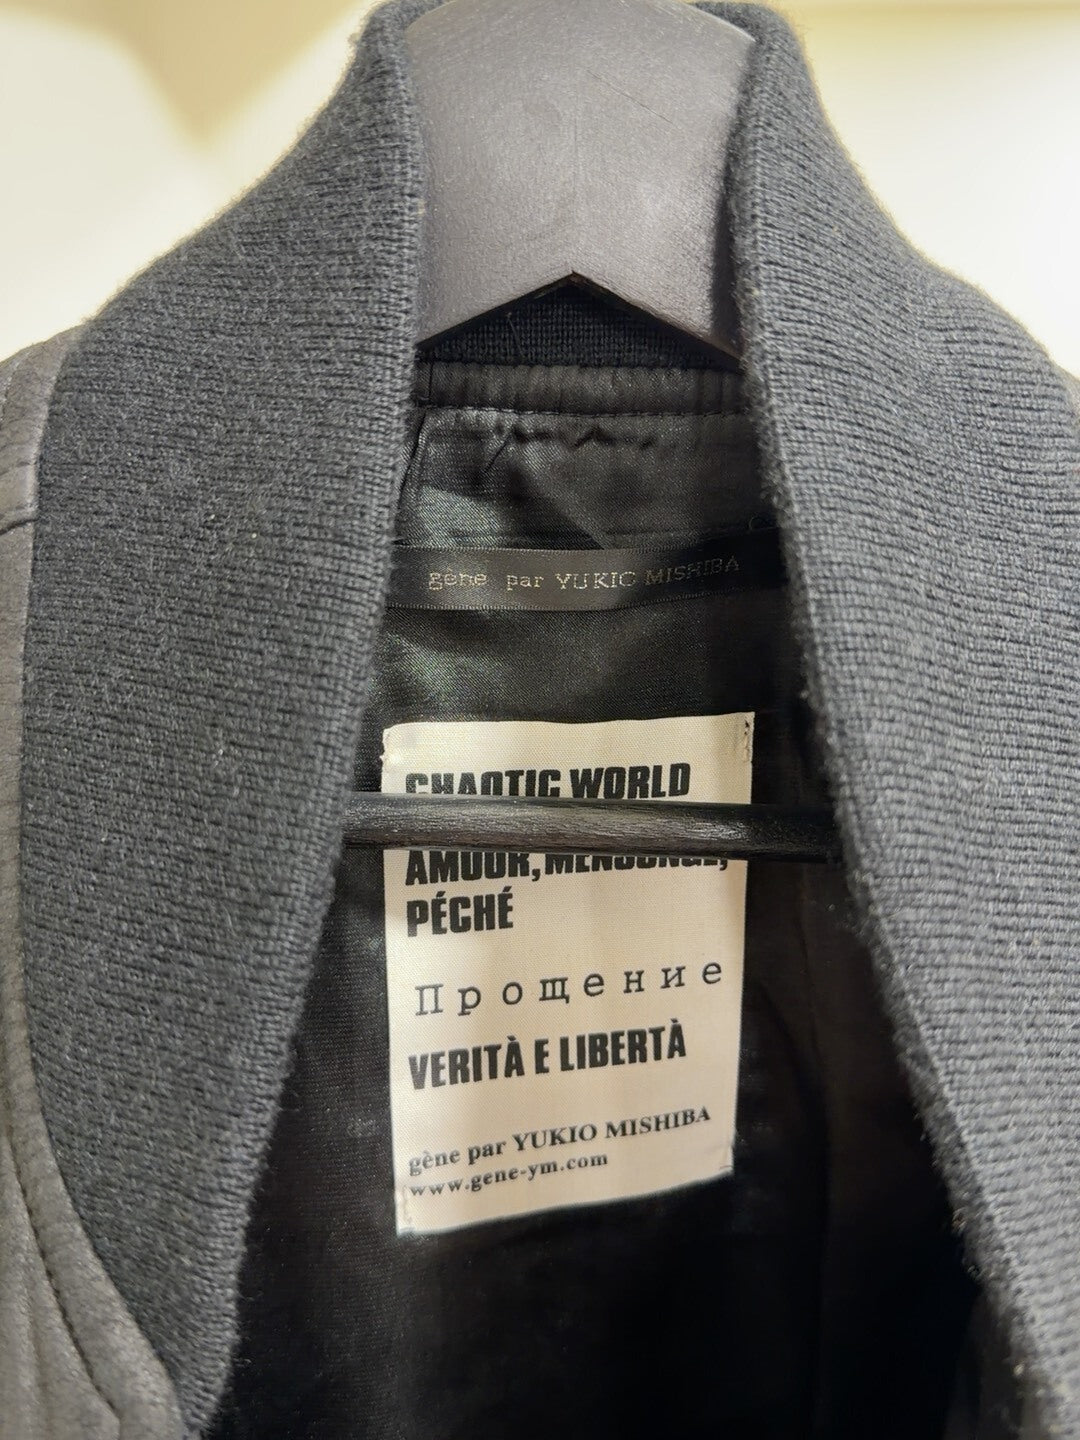 gene par YUKIO MISHIBA
CHAOTIC WORLD
AMOUR, MENSONGE,
PÉCHÉ
Прощение
VERITÀ E LIBERTÀ
gène par YUKIO MISHIBA
www.gene-ym.com